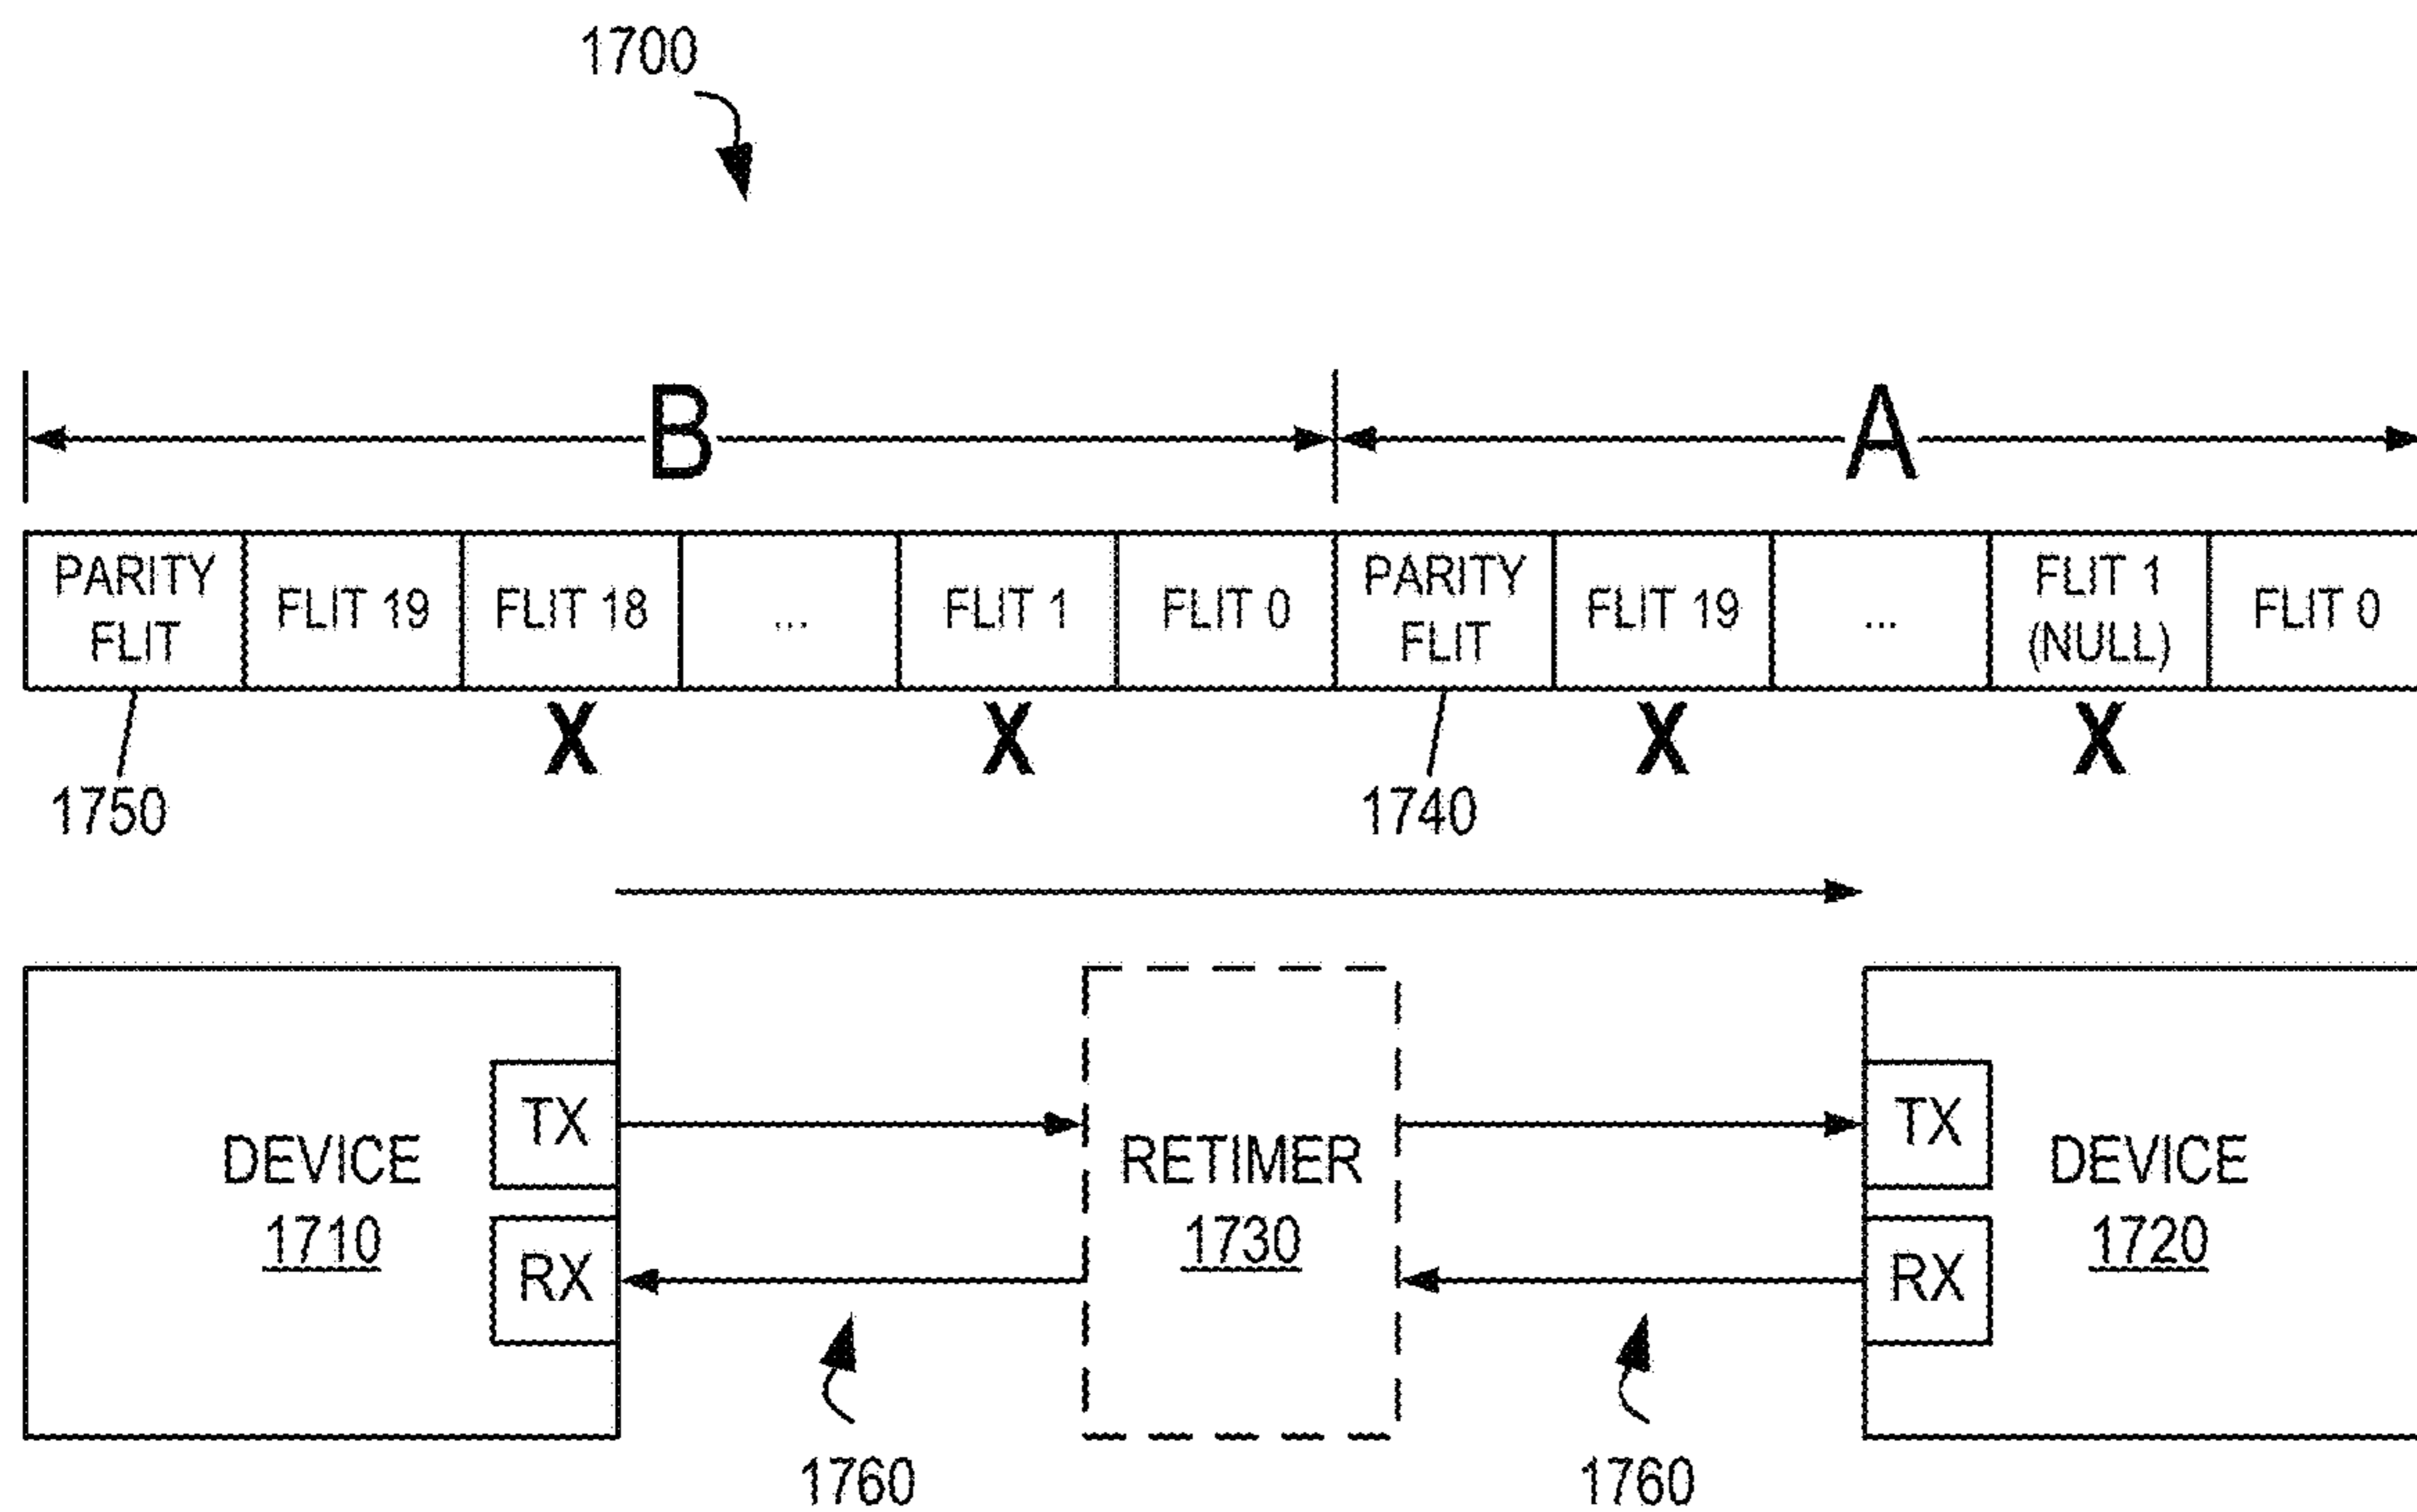 1700
B
A
PARITY
FLIT
FLIT 19
FLIT 18
...
FLIT 1
FLIT 0
PARITY
FLIT
FLIT 19
...
FLIT 1
(NULL)
FLIT 0
X
X
X
X
1750
1740
DEVICE
1710
TX
RX
RETIMER
1730
TX
RX
DEVICE
1720
1760
1760